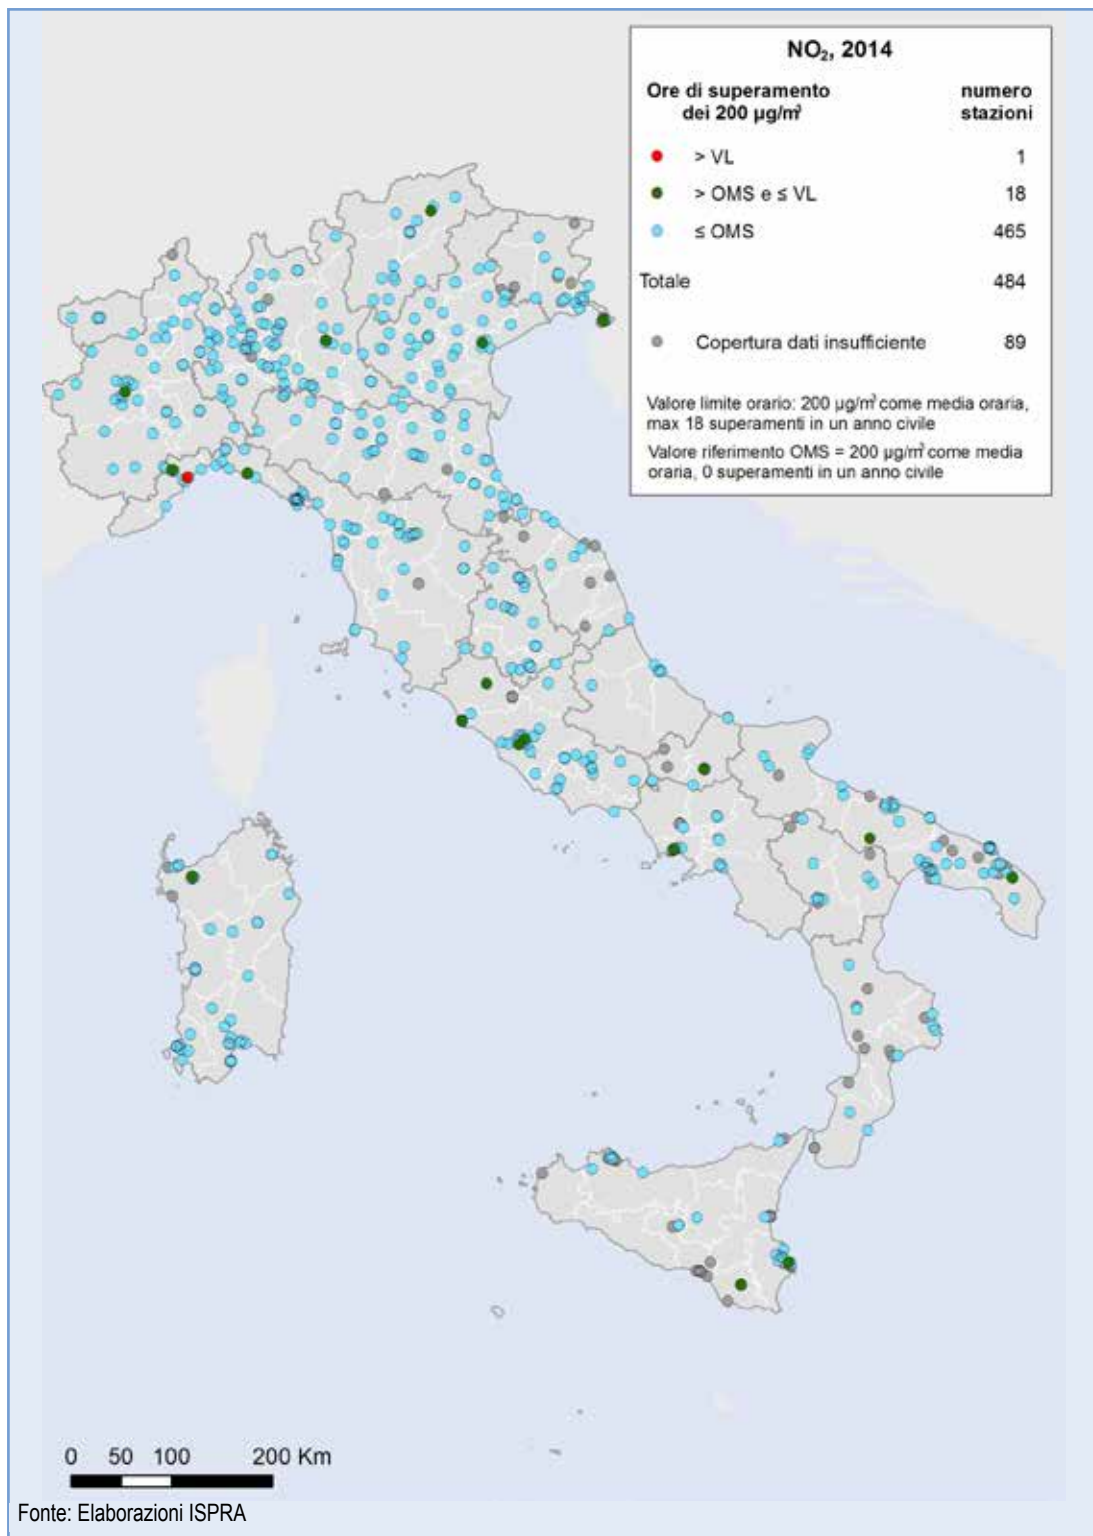 NO₂, 2014
Ore di superamento numero
dei 200 µg/m³ stazioni
> VL 1
> OMS e ≤ VL 18
≤ OMS 465
Totale 484
Copertura dati insufficiente 89
Valore limite orario: 200 µg/m³ come media oraria,
max 18 superamenti in un anno civile
Valore riferimento OMS = 200 µg/m³ come media
oraria, 0 superamenti in un anno civile
0 50 100 200 Km
Fonte: Elaborazioni ISPRA